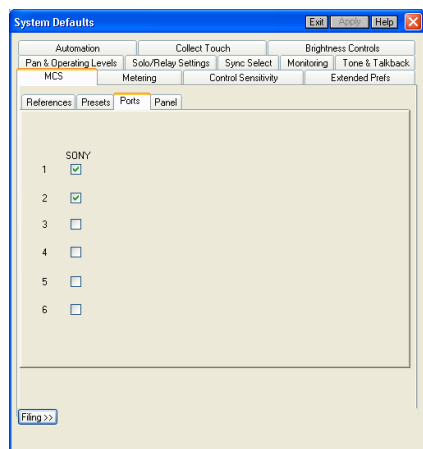 System Defaults Exit Apply Help
Automation Collect Touch Brightness Controls
Pan & Operating Levels Solo/Relay Settings Sync Select Monitoring Tone & Talkback
MCS Metering Control Sensitivity Extended Prefs
References Presets Ports Panel
SONY
1
2
3
4
5
6
Filing >>